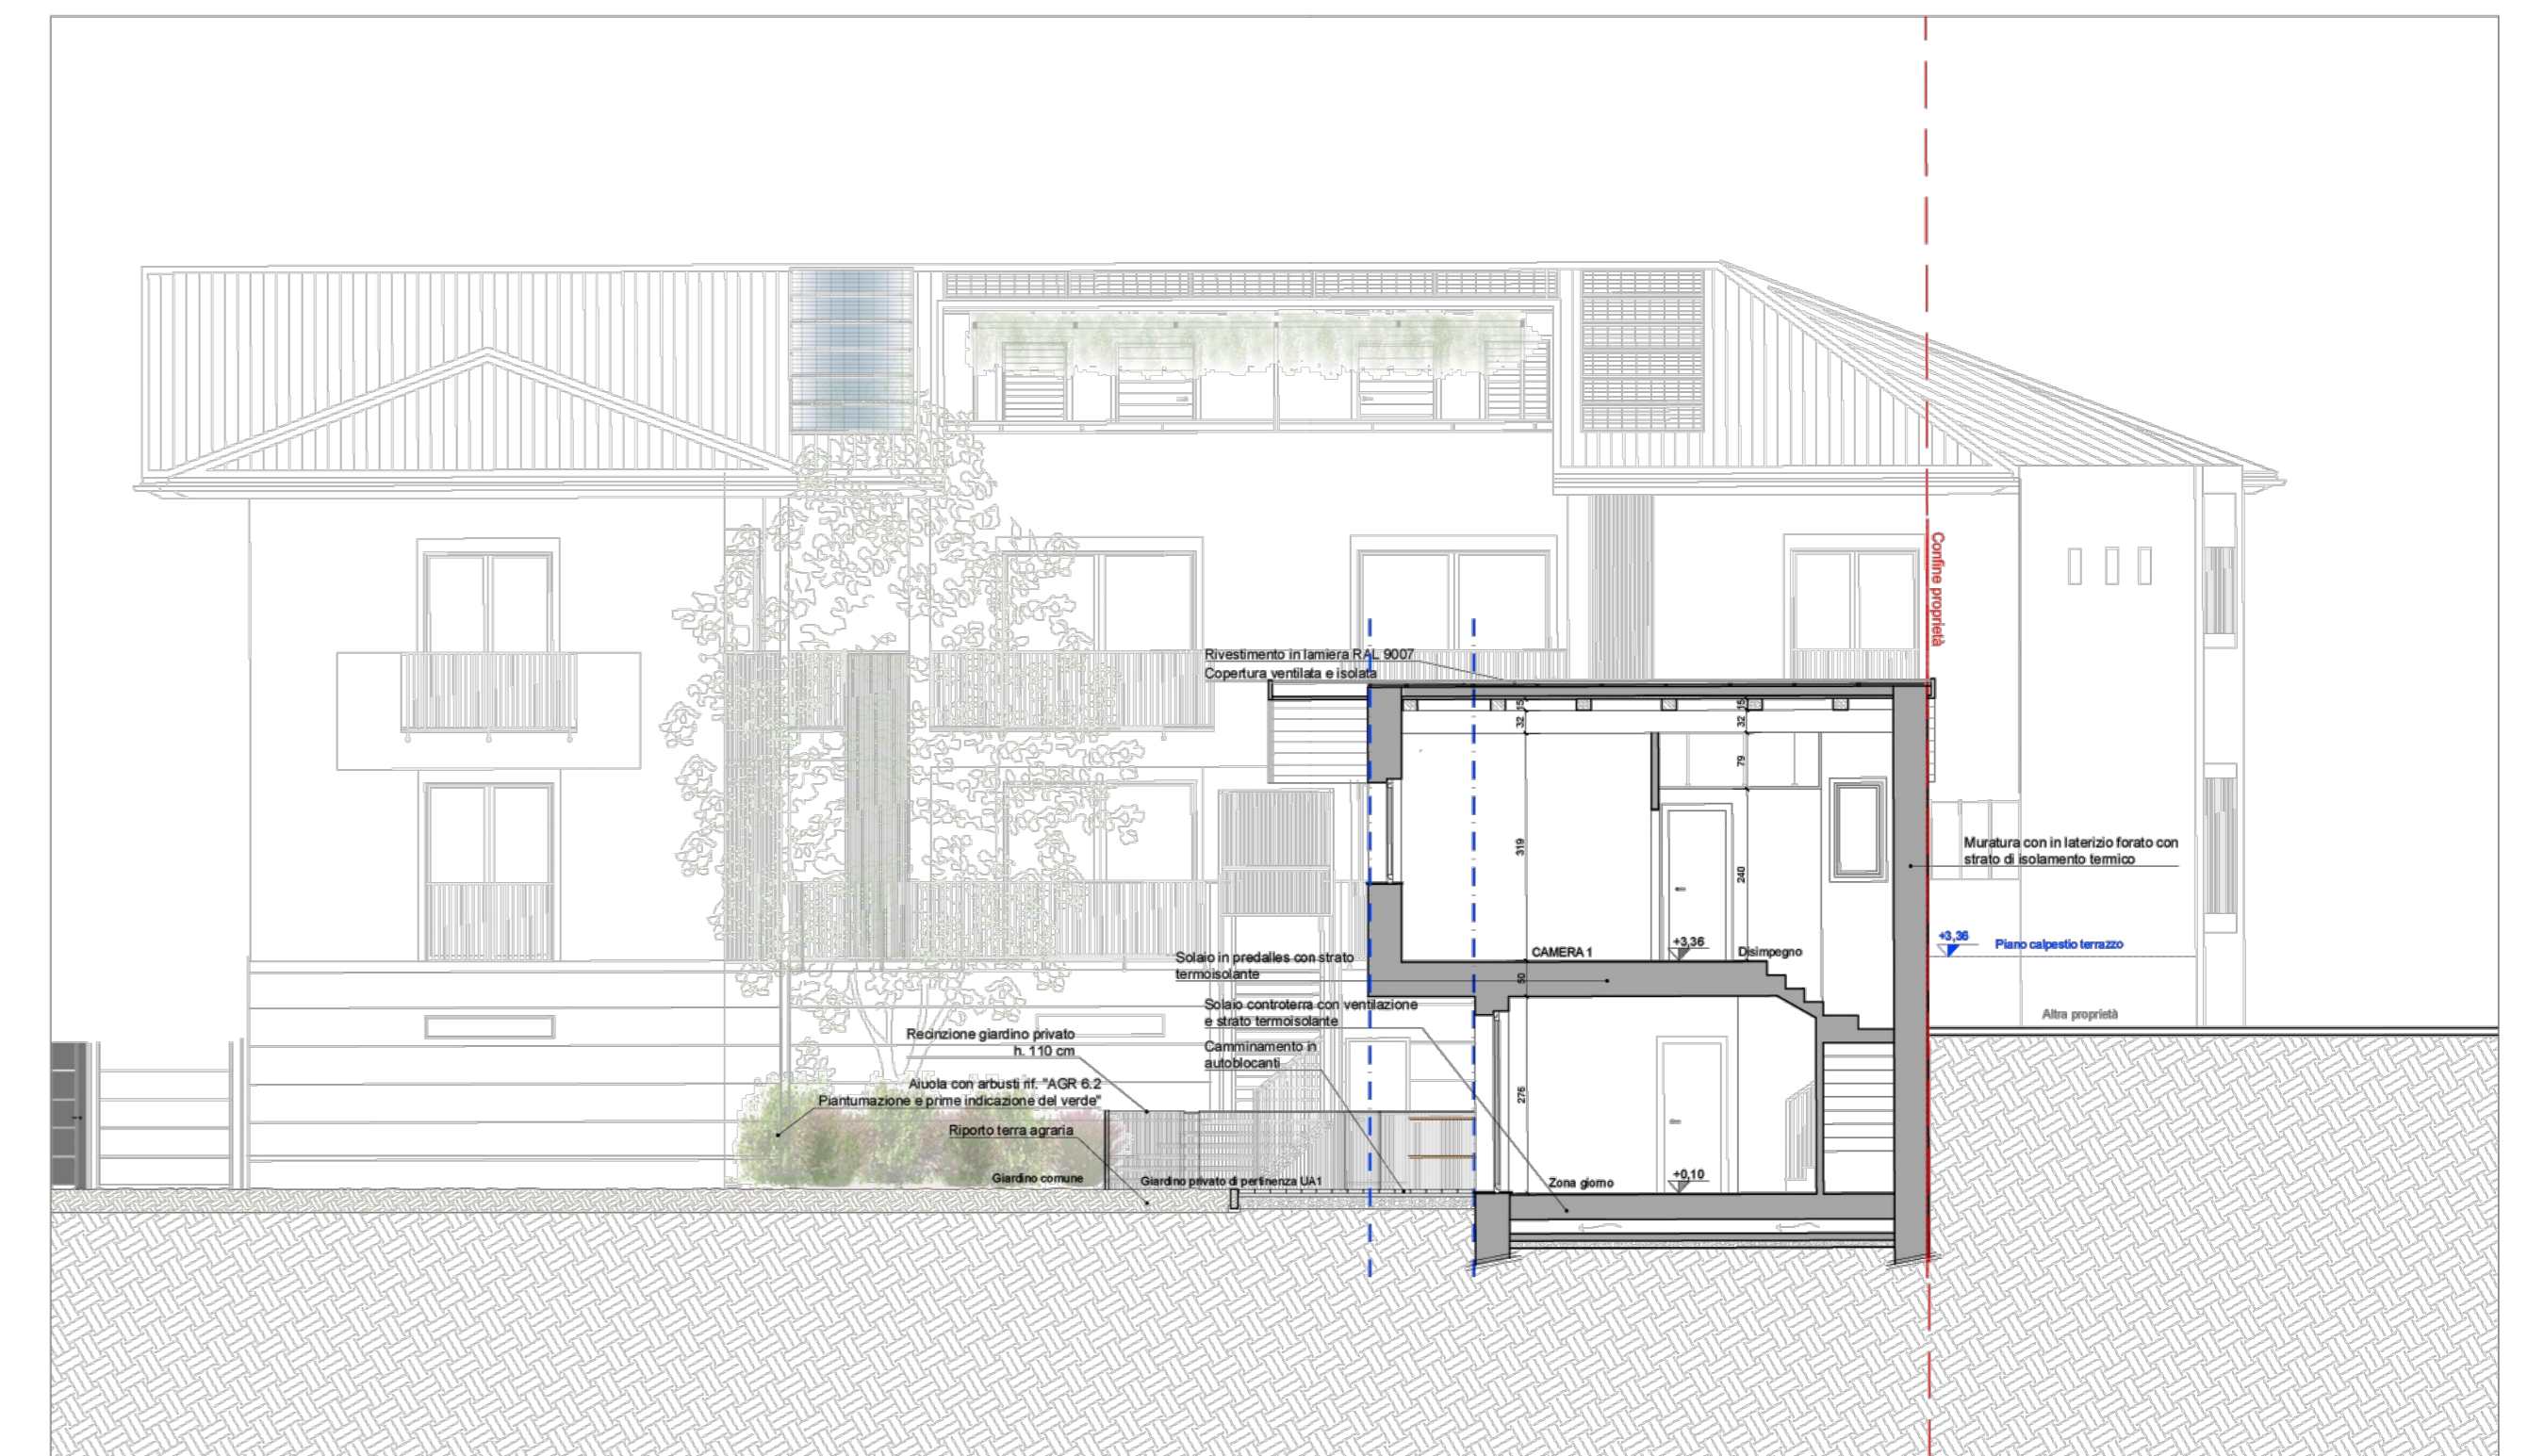 Confine proprietà
Rivestimento in lamiera RAL 9007
Copertura ventilata e isolata
15
32
15
32
79
319
240
Muratura con in laterizio forato con
strato di isolamento termico
+3,36
Piano calpestio terrazzo
CAMERA 1
+3,36
Disimpegno
Solaio in predalles con strato
termoisolante
50
Solaio controterra con ventilazione
e strato termoisolante
Altra proprietà
Recinzione giardino privato
h. 110 cm
Camminamento in
autoblocanti
Aiuola con arbusti rif. "AGR 6.2
Piantumazione e prime indicazione del verde"
276
Riporto terra agraria
Giardino comune
Giardino privato di pertinenza UA1
Zona giorno
+0,10